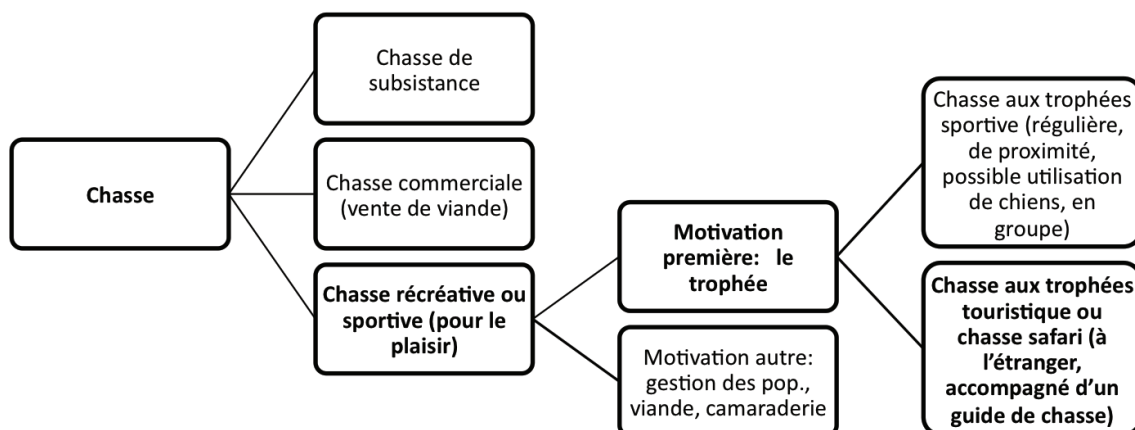 Chasse
Chasse de
subsistance
Chasse commerciale
(vente de viande)
Chasse récréative ou
sportive (pour le
plaisir)
Motivation
première: le
trophée
Motivation autre:
gestion des pop.,
viande, camaraderie
Chasse aux trophées
sportive (régulière,
de proximité,
possible utilisation
de chiens, en
groupe)
Chasse aux trophées
touristique ou
chasse safari (à
l’étranger,
accompagné d’un
guide de chasse)